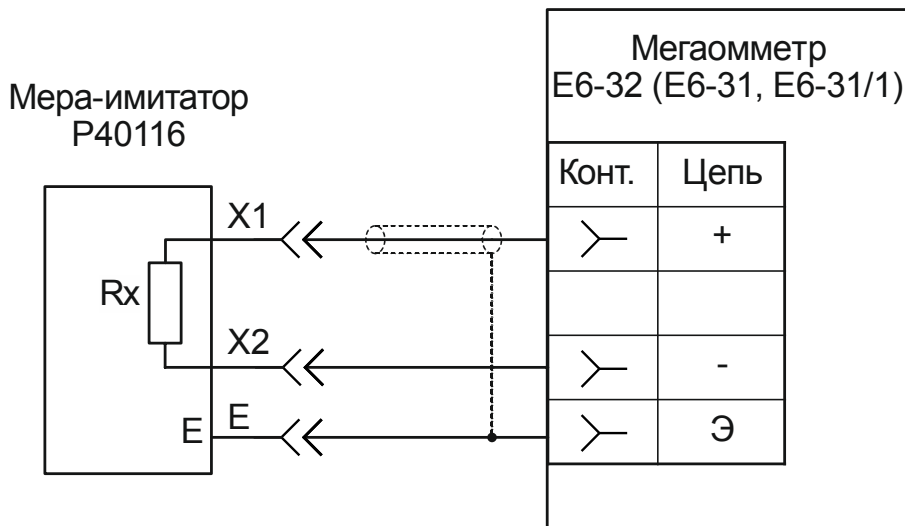 Мегаомметр
Е6-32 (Е6-31, Е6-31/1)
Мера-имитатор
Р40116
Конт.
Цепь
X1
+
Rx
X2
-
E
E
Э